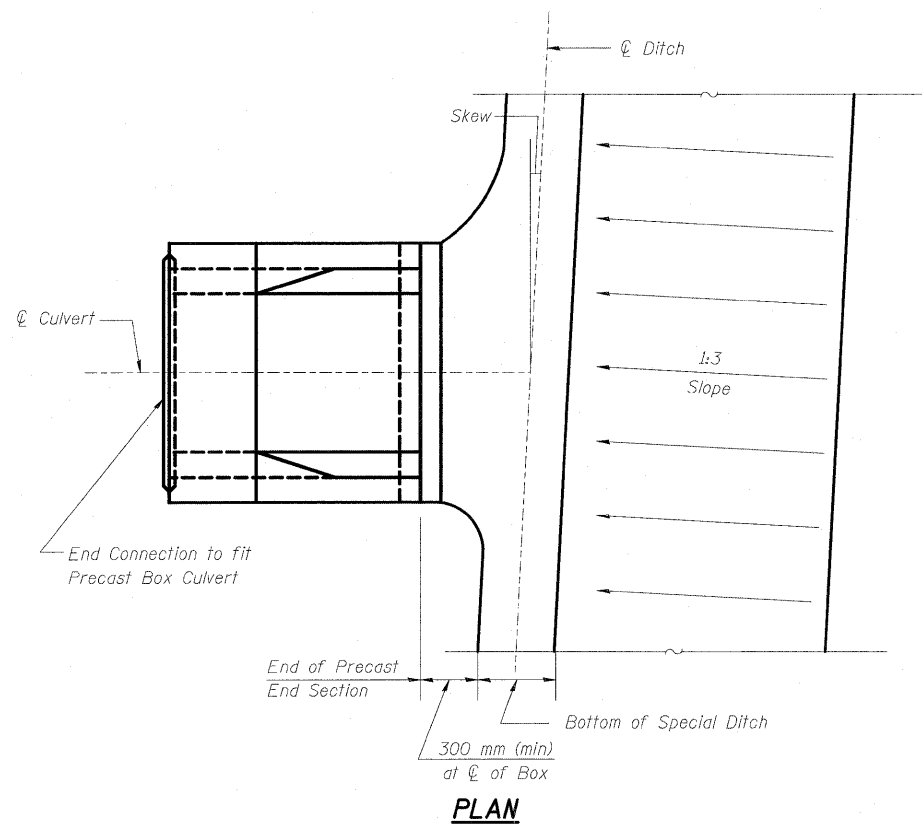 ℄ Ditch
Skew
℄ Culvert
1:3
Slope
End Connection to fit
Precast Box Culvert
End of Precast
End Section
Bottom of Special Ditch
300 mm (min)
at ℄ of Box
PLAN